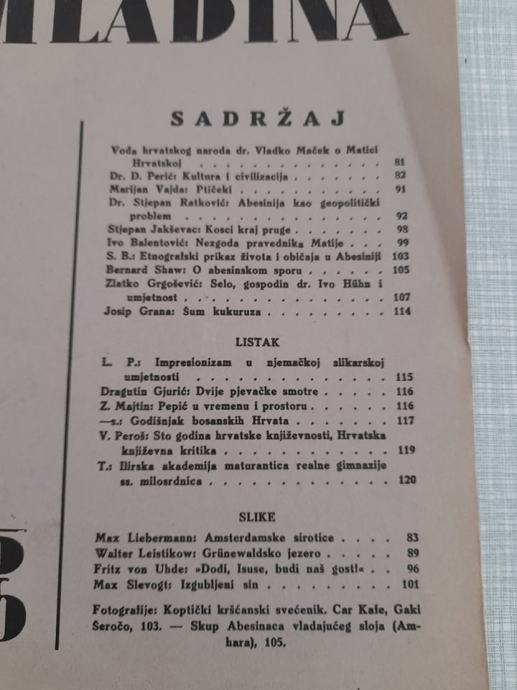 MLADINA
SADRŽAJ
Vođa hrvatskog naroda dr. Vladko Maček o Matici
Hrvatskoj . . . . . . . . . . . . . . 81
Dr. D. Perić: Kultura i civilizacija . . . . . . . 82
Marijan Vajda: Ptičeki . . . . . . . . . . . 91
Dr. Stjepan Ratković: Abesinija kao geopolitički
problem . . . . . . . . . . . . . . . 92
Stjepan Jakševac: Kosci kraj pruge . . . . . . . 98
Ivo Balentović: Nezgoda pravednika Matije . . . 99
S. B.: Etnografski prikaz života i običaja u Abesiniji 103
Bernard Shaw: O abesinskom sporu . . . . . . 105
Zlatko Grgošević: Selo, gospodin dr. Ivo Hühn i
umjetnost . . . . . . . . . . . . . . 107
Josip Grana: Šum kukuruza . . . . . . . . . 114
LISTAK
L. P.: Impresionizam u njemačkoj slikarskoj
umjetnosti . . . . . . . . . . . . . . 115
Dragutin Gjurić: Dvije pjevačke smotre . . . . . 116
Z. Majtin: Pepić u vremenu i prostoru . . . . . . 116
—s.: Godišnjak bosanskih Hrvata . . . . . . . 117
V. Peroš: Sto godina hrvatske književnosti, Hrvatska
književna kritika . . . . . . . . . . . . 119
T.: Ilirska akademija maturantica realne gimnazije
ss. milosrdnica . . . . . . . . . . . . . 120
SLIKE
Max Liebermann: Amsterdamske sirotice . . . . 83
Walter Leistikow: Grünewaldsko jezero . . . . . 89
Fritz von Uhde: »Dođi, Isuse, budi naš gost!« . . 96
Max Slevogt: Izgubljeni sin . . . . . . . . . 101
Fotografije: Koptički kršćanski svećenik. Car Kafe, Gaki
Šeročo, 103. — Skup Abesinaca vladajućeg sloja (Am-
hara), 105.